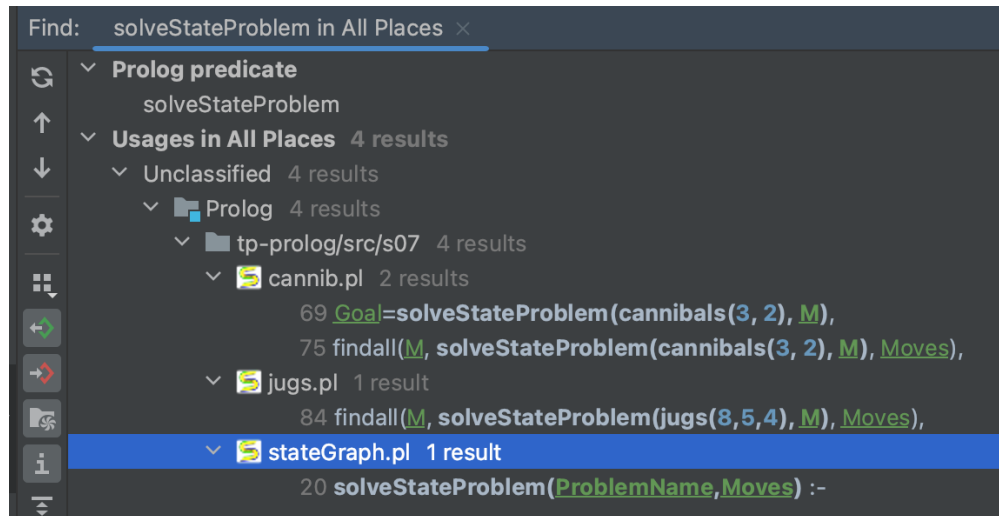 Find: solveStateProblem in All Places ×
Prolog predicate
solveStateProblem
Usages in All Places 4 results
Unclassified 4 results
Prolog 4 results
tp-prolog/src/s07 4 results
cannib.pl 2 results
69 Goal=solveStateProblem(cannibals(3, 2), M),
75 findall(M, solveStateProblem(cannibals(3, 2), M), Moves),
jugs.pl 1 result
84 findall(M, solveStateProblem(jugs(8,5,4), M), Moves),
stateGraph.pl 1 result
20 solveStateProblem(ProblemName,Moves) :-